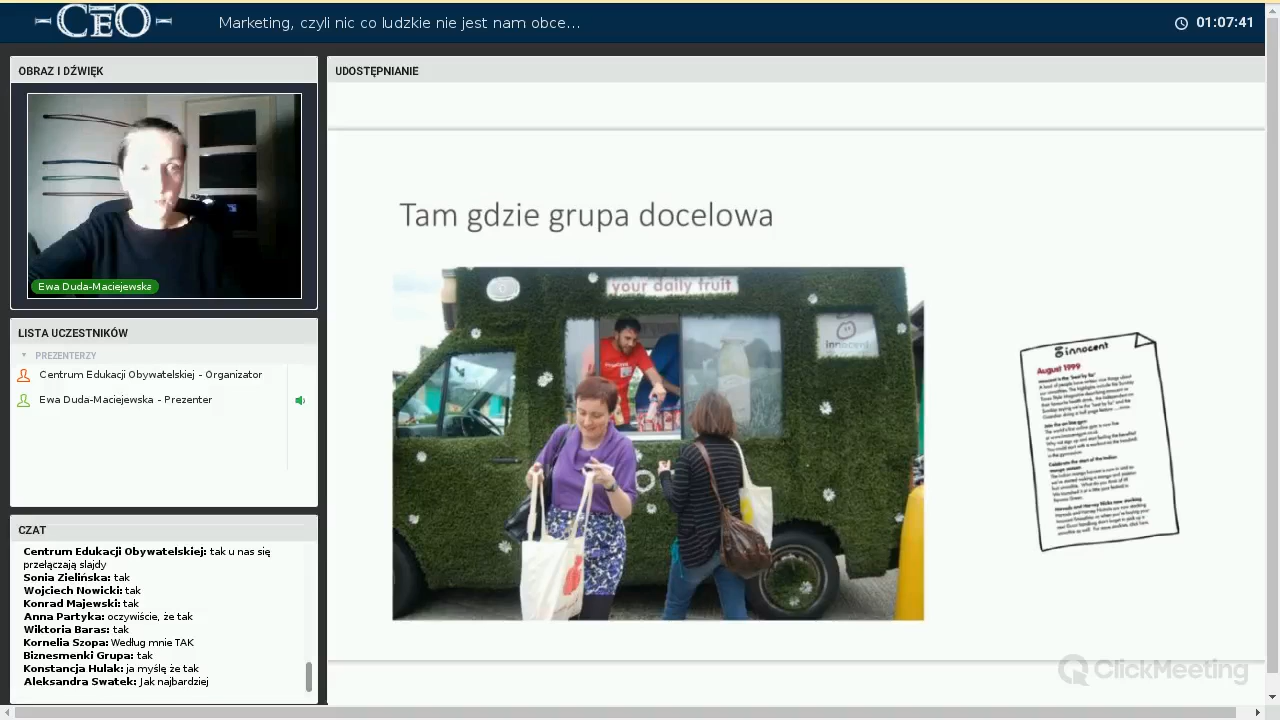 CEO
Marketing, czyli nic co ludzkie nie jest nam obce...
01:07:41
OBRAZ I DŹWIĘK
Ewa Duda-Maciejewska
LISTA UCZESTNIKÓW
PREZENTERZY
Centrum Edukacji Obywatelskiej - Organizator
Ewa Duda-Maciejewska - Prezenter
CZAT
Centrum Edukacji Obywatelskiej: tak u nas się
przełączają slajdy
Sonia Zielińska: tak
Wojciech Nowicki: tak
Konrad Majewski: tak
Anna Partyka: oczywiście, że tak
Wiktoria Baras: tak
Kornelia Szopa: Według mnie TAK
Biznesmenki Grupa: tak
Konstancja Hulak: ja myślę że tak
Aleksandra Swatek: Jak najbardziej
UDOSTĘPNIANIE
Tam gdzie grupa docelowa
your daily fruit
innocent
innocent
August 1999
ClickMeeting